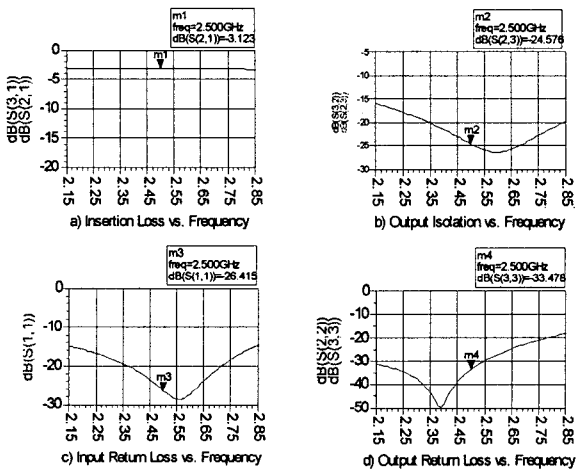 m1
freq=2.500GHz
dB(S(2,1))=-3.123
m1
dB(S(3,1))
dB(S(2,1))
0
-5
-10
-15
-20
2.15
2.25
2.35
2.45
2.55
2.65
2.75
2.85
a) Insertion Loss vs. Frequency
m2
freq=2.500GHz
dB(S(2,3))=-24.576
m2
dB(S(3,2))
dB(S(2,3))
-5
-10
-15
-20
-25
-30
2.15
2.25
2.35
2.45
2.55
2.65
2.75
2.85
b) Output Isolation vs. Frequency
m3
freq=2.500GHz
dB(S(1,1))=-26.415
m3
dB(S(1,1))
0
-10
-20
-30
2.15
2.25
2.35
2.45
2.55
2.65
2.75
2.85
c) Input Return Loss vs. Frequency
m4
freq=2.500GHz
dB(S(3,3))=-33.478
m4
dB(S(2,2))
dB(S(3,3))
0
-10
-20
-30
-40
-50
2.15
2.25
2.35
2.45
2.55
2.65
2.75
2.85
d) Output Return Loss vs. Frequency